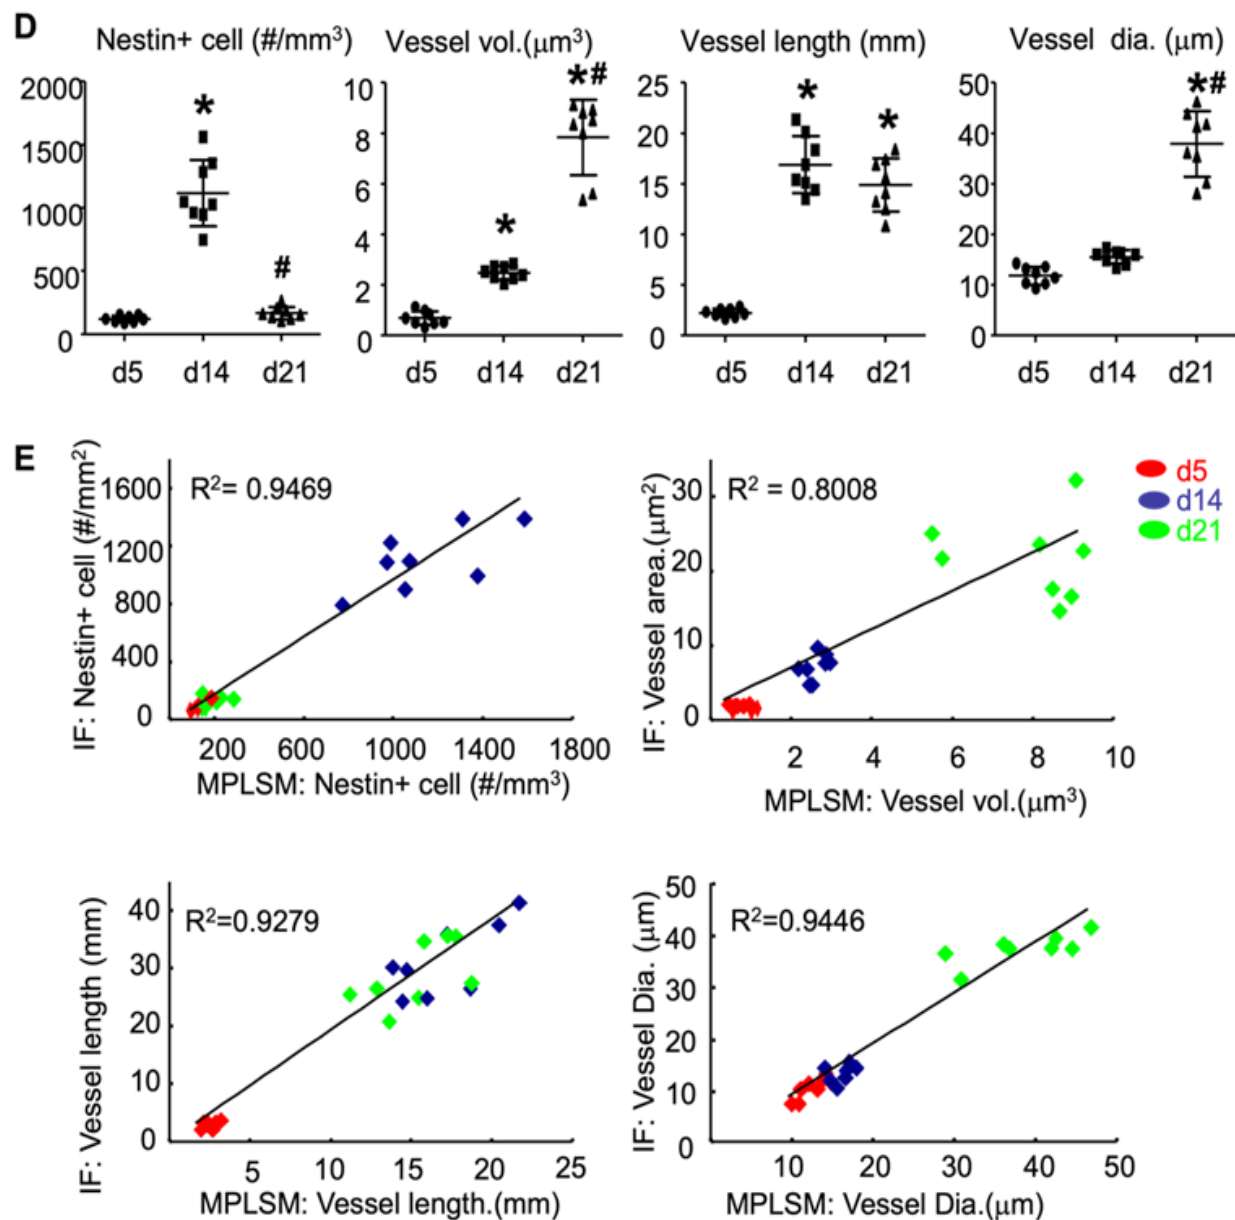 D
Nestin+ cell (#/mm³)
2000
1500
1000
500
0
*
#
d5 d14 d21
Vessel vol.(μm³)
10
8
6
4
2
0
*
*#
d5 d14 d21
Vessel length (mm)
25
20
15
10
5
0
*
*
d5 d14 d21
Vessel dia. (μm)
50
40
30
20
10
0
*#
d5 d14 d21
E
IF: Nestin+ cell (#/mm²)
1600
1200
800
400
0
R²= 0.9469
200 600 1000 1400 1800
MPLSM: Nestin+ cell (#/mm³)
IF: Vessel area.(μm²)
30
20
10
0
R² = 0.8008
2 4 6 8 10
MPLSM: Vessel vol.(μm³)
d5
d14
d21
IF: Vessel length (mm)
40
30
20
10
0
R²=0.9279
5 10 15 20 25
MPLSM: Vessel length.(mm)
IF: Vessel Dia. (μm)
50
40
30
20
10
0
R²=0.9446
10 20 30 40 50
MPLSM: Vessel Dia.(μm)